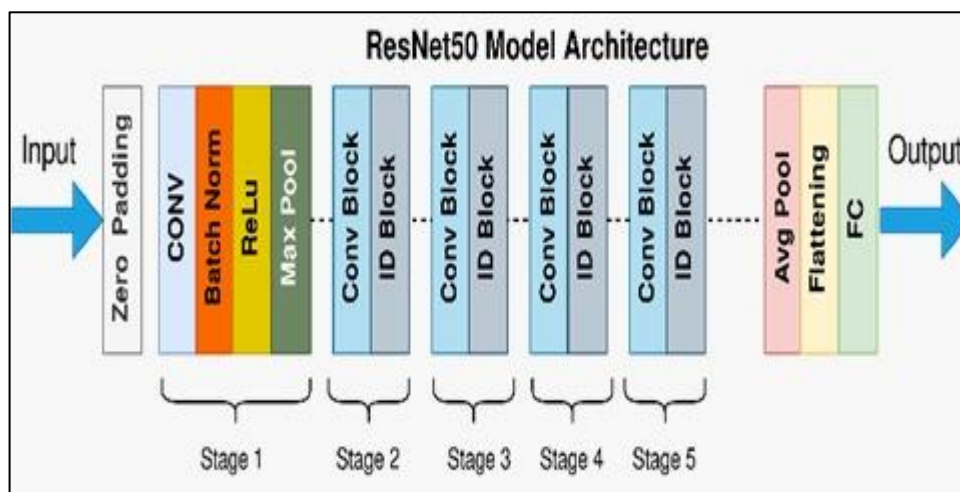 ResNet50 Model Architecture
Input
Zero Padding
CONV
Batch Norm
ReLu
Max Pool
Conv Block
ID Block
Conv Block
ID Block
Conv Block
ID Block
Conv Block
ID Block
Avg Pool
Flattening
FC
Output
Stage 1
Stage 2
Stage 3
Stage 4
Stage 5